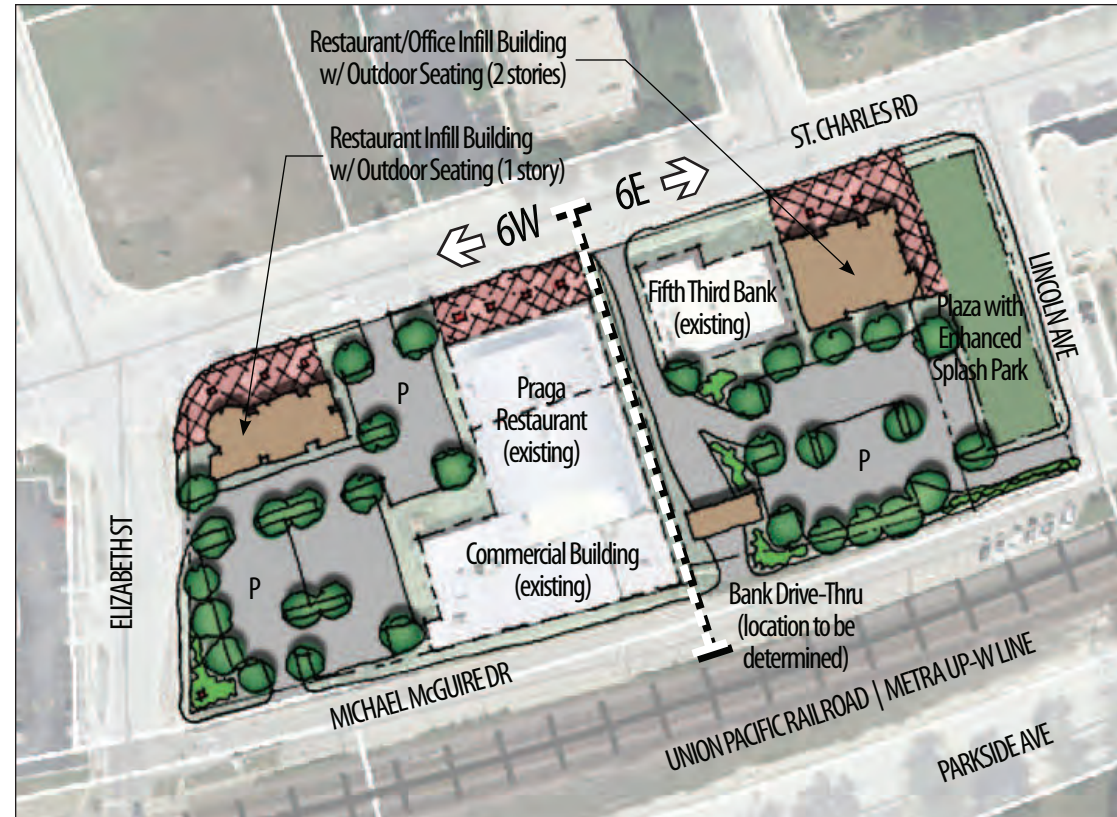 Restaurant/Office Infill Building
w/ Outdoor Seating (2 stories)
Restaurant Infill Building
w/ Outdoor Seating (1 story)
ST. CHARLES RD
6W
6E
LINCOLN AVE
Fifth Third Bank
(existing)
Plaza with
Enhanced
Splash Park
Praga
Restaurant
(existing)
P
P
P
Commercial Building
(existing)
Bank Drive-Thru
(location to be
determined)
ELIZABETH ST
MICHAEL McGUIRE DR
UNION PACIFIC RAILROAD | METRA UP-W LINE
PARKSIDE AVE